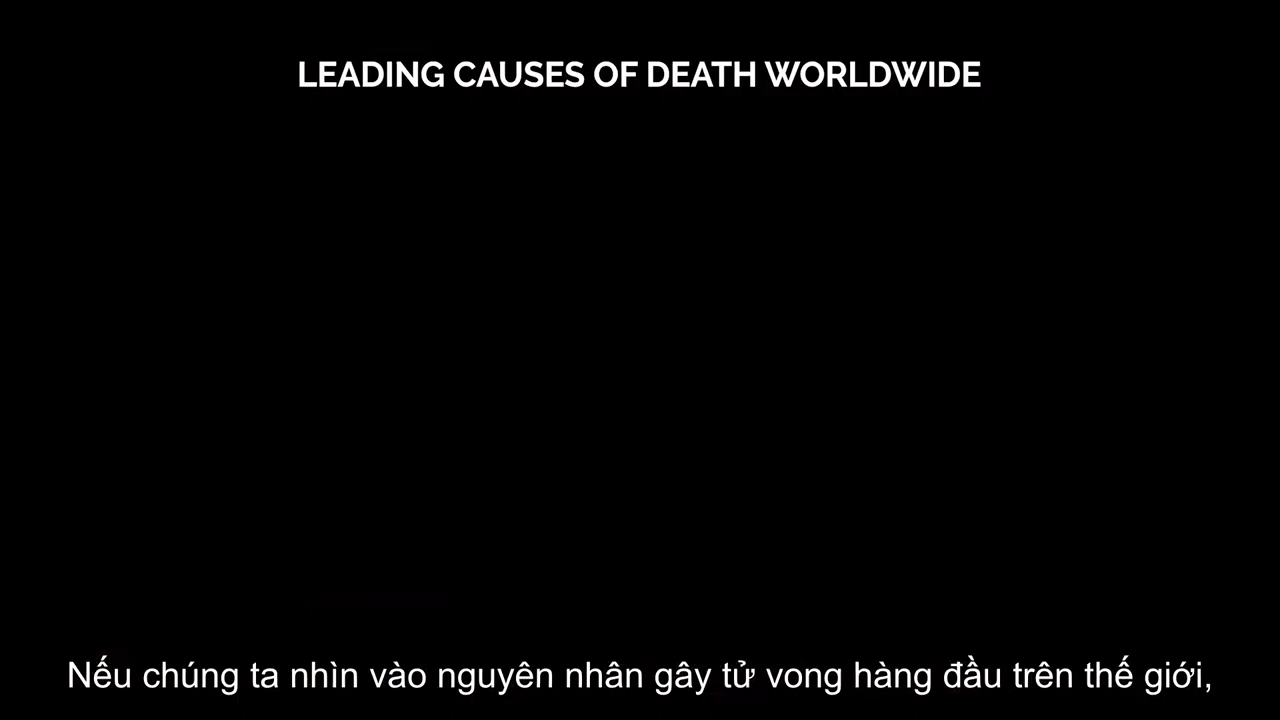 LEADING CAUSES OF DEATH WORLDWIDE
Nếu chúng ta nhìn vào nguyên nhân gây tử vong hàng đầu trên thế giới,